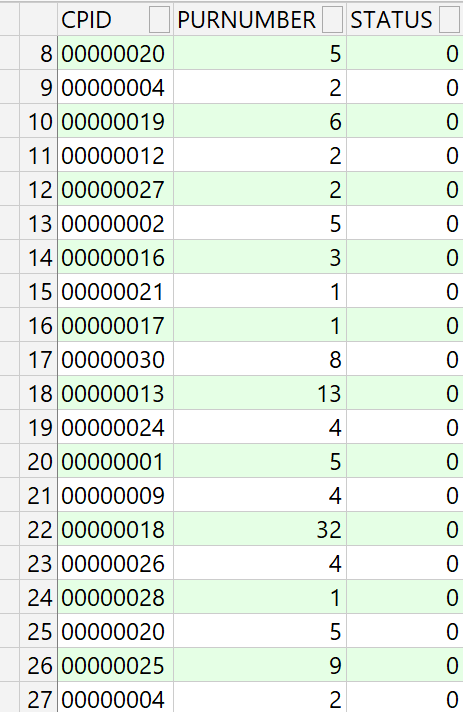 CPID PURNUMBER STATUS
8 00000020 5 0
9 00000004 2 0
10 00000019 6 0
11 00000012 2 0
12 00000027 2 0
13 00000002 5 0
14 00000016 3 0
15 00000021 1 0
16 00000017 1 0
17 00000030 8 0
18 00000013 13 0
19 00000024 4 0
20 00000001 5 0
21 00000009 4 0
22 00000018 32 0
23 00000026 4 0
24 00000028 1 0
25 00000020 5 0
26 00000025 9 0
27 00000004 2 0